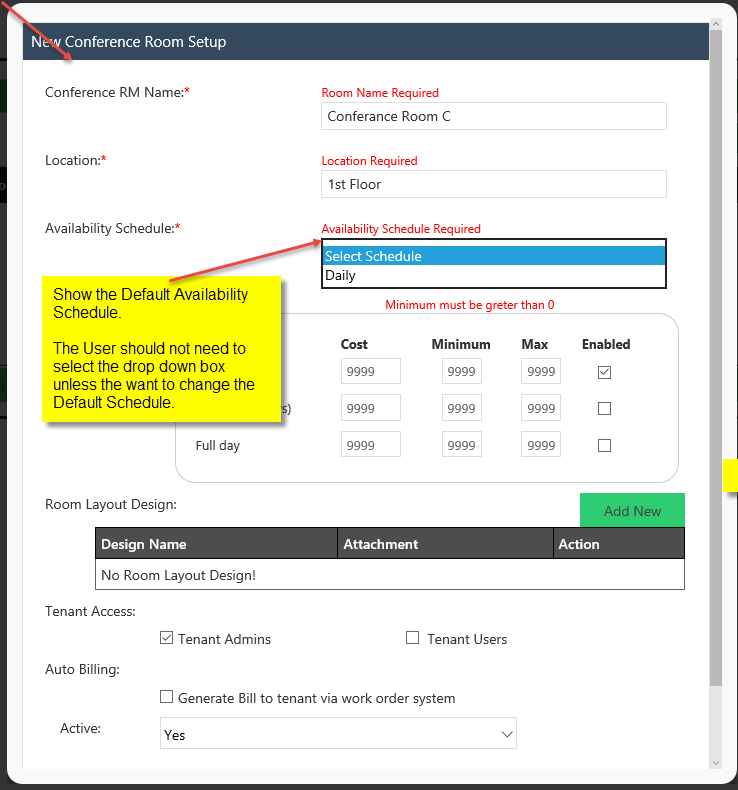 New Conference Room Setup
Conference RM Name:*
Room Name Required
Conferance Room C
Location:*
Location Required
1st Floor
Availability Schedule:*
Availability Schedule Required
Select Schedule
Daily
Show the Default Availability
Schedule.
The User should not need to
select the drop down box
unless the want to change the
Default Schedule.
Minimum must be greter than 0
Cost Minimum Max Enabled
9999 9999 9999
s) 9999 9999 9999
Full day 9999 9999 9999
Room Layout Design:
Add New
Design Name Attachment Action
No Room Layout Design!
Tenant Access:
Tenant Admins Tenant Users
Auto Billing:
Generate Bill to tenant via work order system
Active:
Yes